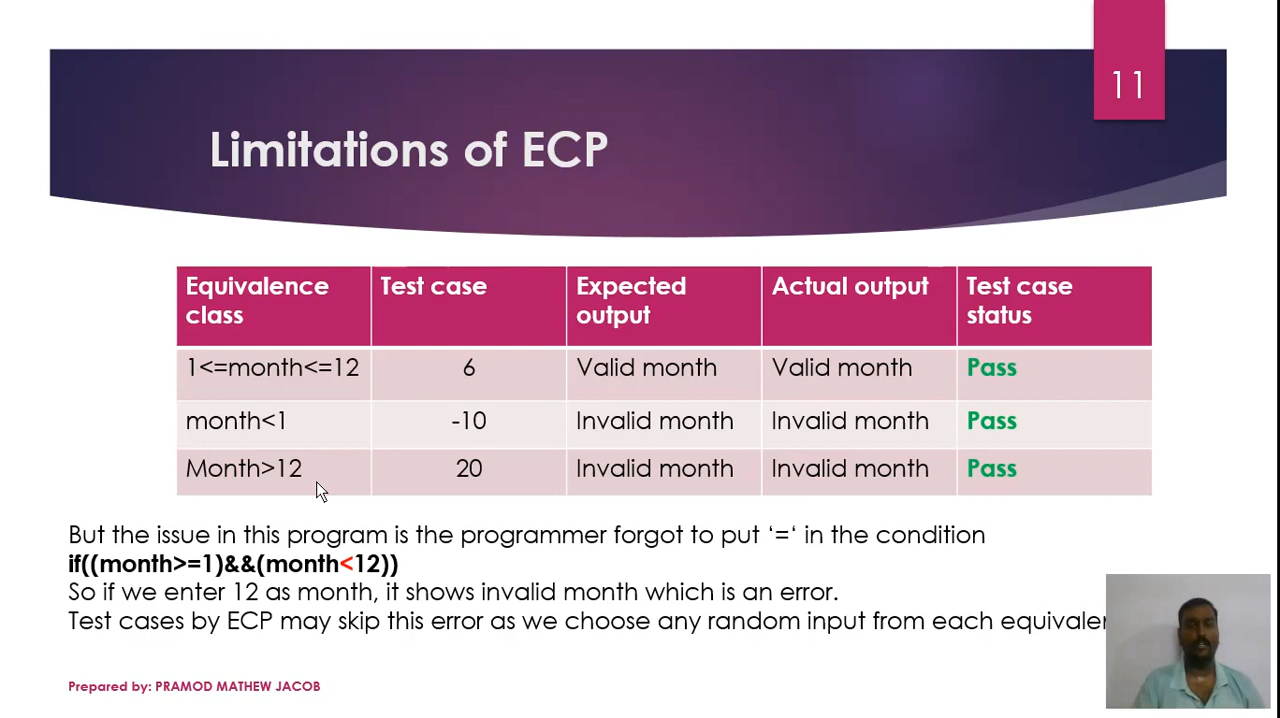 11
Limitations of ECP
Equivalence class | Test case | Expected output | Actual output | Test case status
1<=month<=12 | 6 | Valid month | Valid month | Pass
month<1 | -10 | Invalid month | Invalid month | Pass
Month>12 | 20 | Invalid month | Invalid month | Pass
But the issue in this program is the programmer forgot to put ‘=‘ in the condition
if((month>=1)&&(month<12))
So if we enter 12 as month, it shows invalid month which is an error.
Test cases by ECP may skip this error as we choose any random input from each
Prepared by: PRAMOD MATHEW JACOB